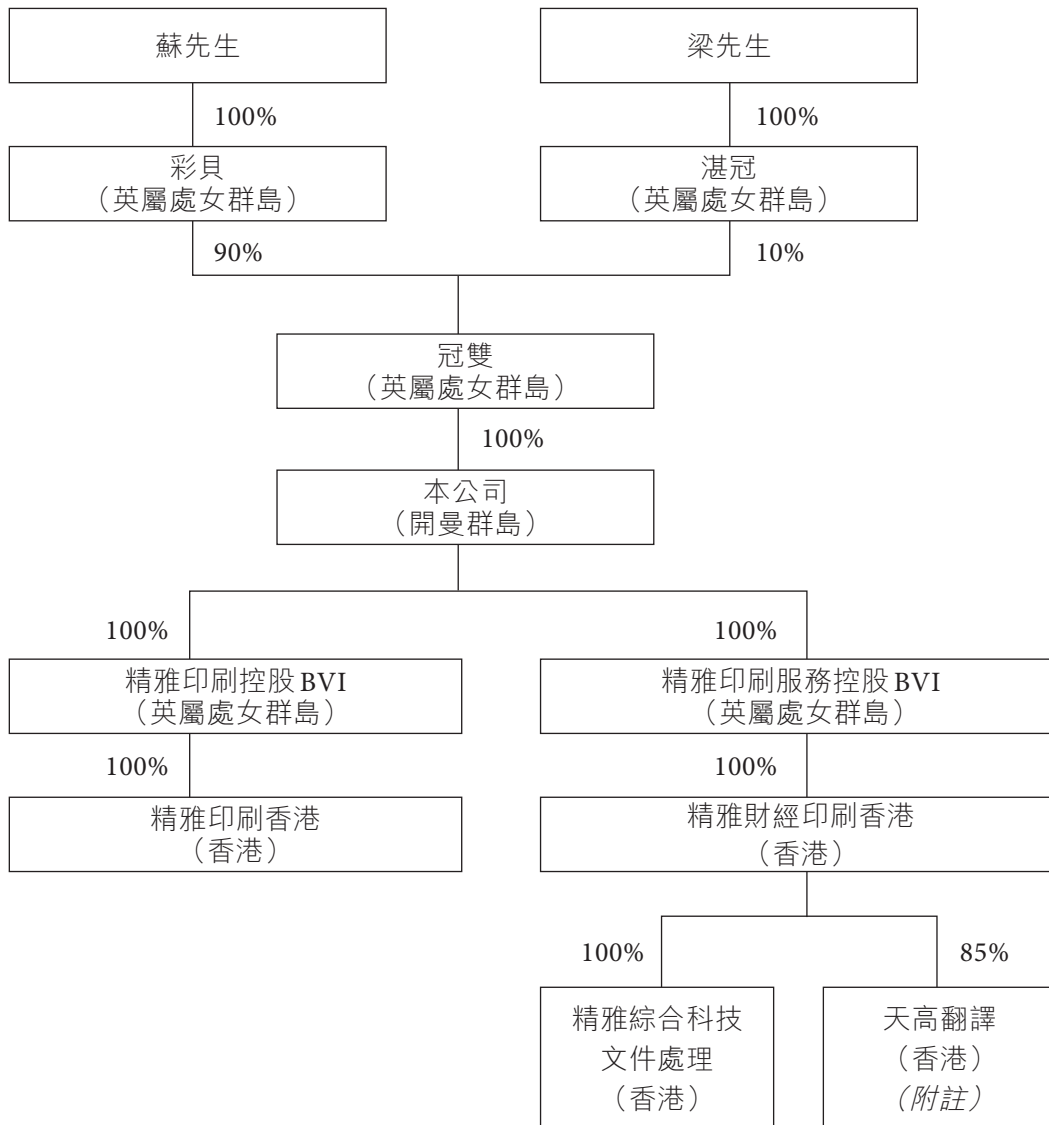 蘇先生
梁先生
100%
100%
彩貝
（英屬處女群島）
湛冠
（英屬處女群島）
90%
10%
冠雙
（英屬處女群島）
100%
本公司
（開曼群島）
100%
100%
精雅印刷控股BVI
（英屬處女群島）
精雅印刷服務控股BVI
（英屬處女群島）
100%
100%
精雅印刷香港
（香港）
精雅財經印刷香港
（香港）
100%
85%
精雅綜合科技
文件處理
（香港）
天高翻譯
（香港）
（附註）